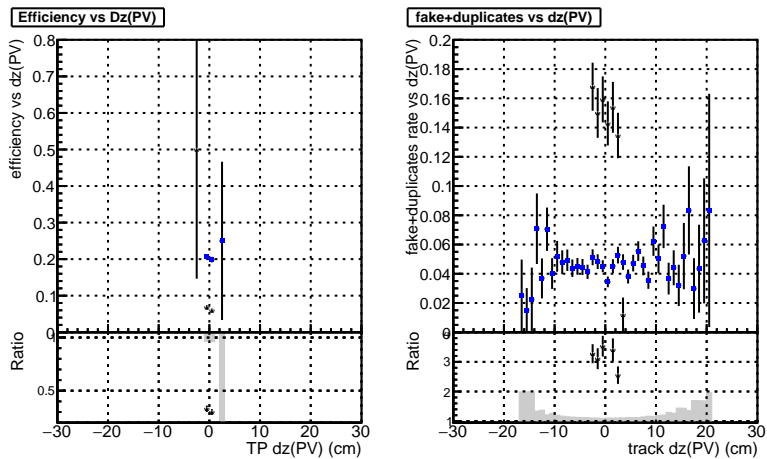 Efficiency vs Dz(PV)
efficiency vs dz(PV)
0.8
0.7
0.6
0.5
0.4
0.3
0.2
0.1
0
Ratio
1
0.5
−30 −20 −10 0 10 20 30
TP dz(PV) (cm)
fake+duplicates vs dz(PV)
fake+duplicates rate vs dz(PV)
0.2
0.18
0.16
0.14
0.12
0.1
0.08
0.06
0.04
0.02
0
Ratio
3
2
1
−30 −20 −10 0 10 20 30
track dz(PV) (cm)